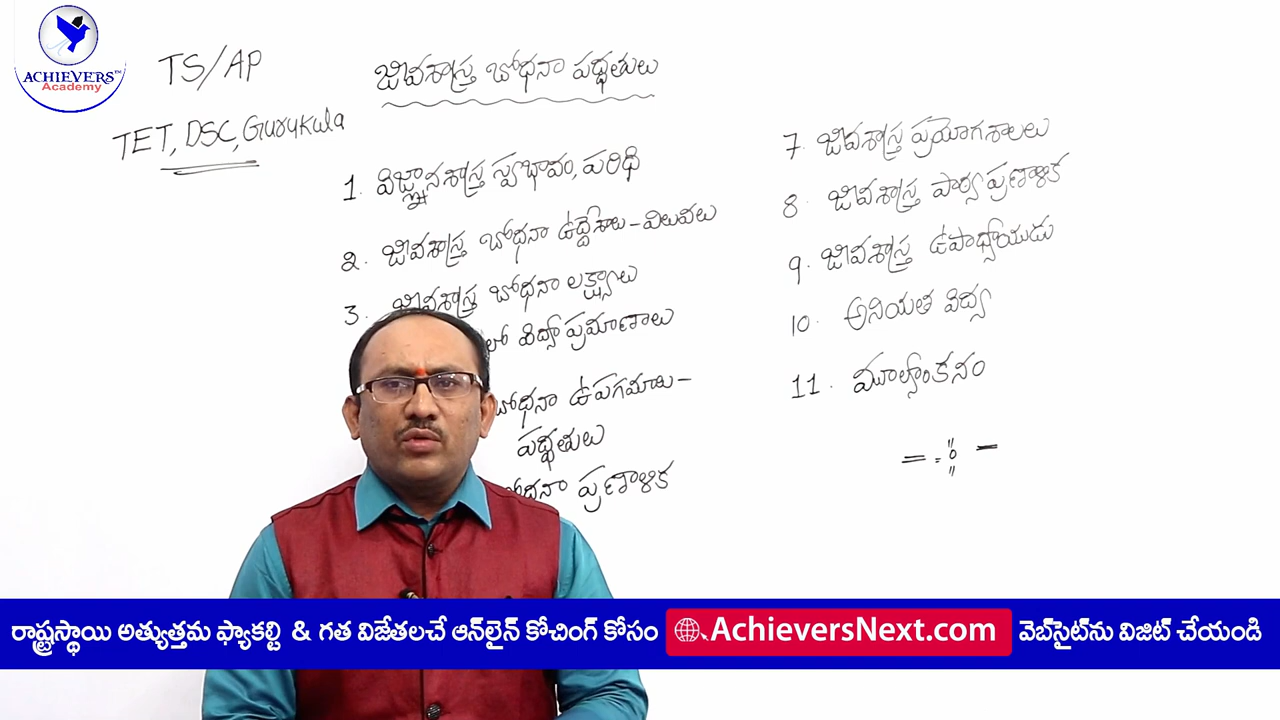 ACHIEVERS™
Academy
TS/AP
TET, DSC, Gurukula
జీవశాస్త్ర బోధనా పద్ధతులు
1. విజ్ఞానశాస్త్ర స్వభావం, పరిధి
2. జీవశాస్త్ర బోధనా ఉద్దేశాలు - విలువలు
3. జీవశాస్త్ర బోధనా లక్ష్యాలు
లో విద్యా ప్రమాణాలు
బోధనా ఉపగమాలు -
పద్ధతులు
బోధనా ప్రణాళిక
7. జీవశాస్త్ర ప్రయోగశాలలు
8. జీవశాస్త్ర పాఠ్య ప్రణాళిక
9. జీవశాస్త్ర ఉపాధ్యాయుడు
10. అనియత విద్య
11. మూల్యాంకనం
రాష్ట్రస్థాయి అత్యుత్తమ ఫ్యాకల్టి & గత విజేతలచే ఆన్‌లైన్ కోచింగ్ కోసం AchieversNext.com వెబ్‌సైట్‌ను విజిట్ చేయండి